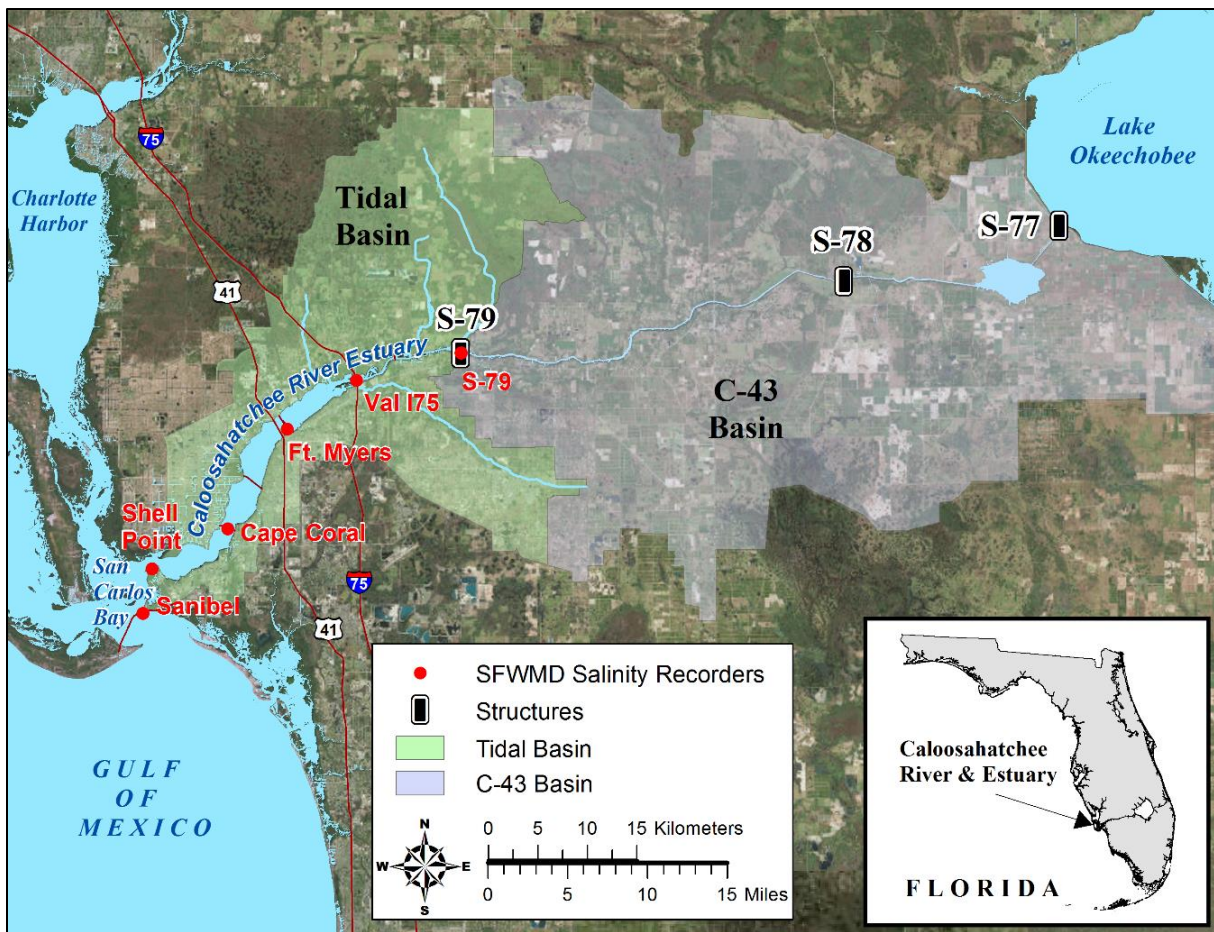 75
Lake
Okeechobee
Charlotte
Harbor
Tidal
Basin
S-77
S-78
41
S-79
S-79
Caloosahatchee River Estuary
Val I75
C-43
Basin
Ft. Myers
Shell
Point
Cape Coral
San
Carlos
Bay
Sanibel
75
41
GULF
OF
MEXICO
SFWMD Salinity Recorders
Structures
Tidal Basin
C-43 Basin
N
W
E
S
0 5 10 15 Kilometers
0 5 10 15 Miles
Caloosahatchee
River & Estuary
FLORIDA